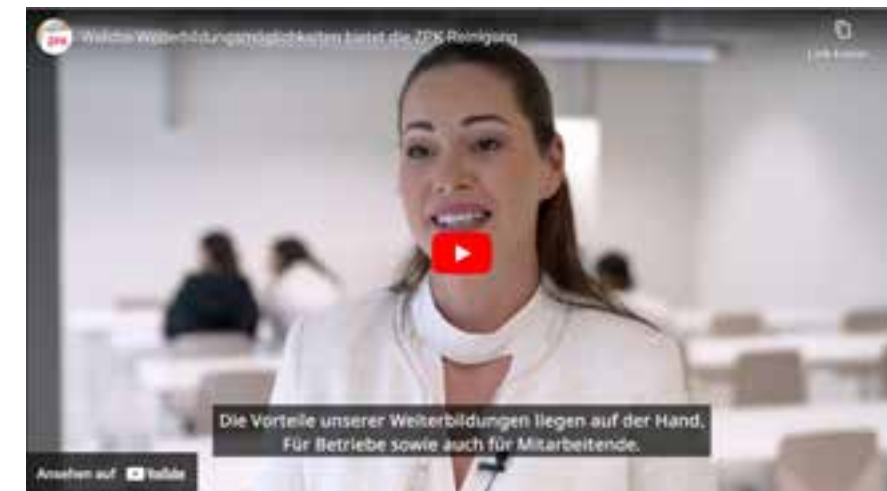 ZPK
Welche Weiterbildungsmöglichkeiten bietet die ZPK Reinigung
Link kopieren
Die Vorteile unserer Weiterbildungen liegen auf der Hand,
Für Betriebe sowie auch für Mitarbeitende.
Ansehen auf YouTube